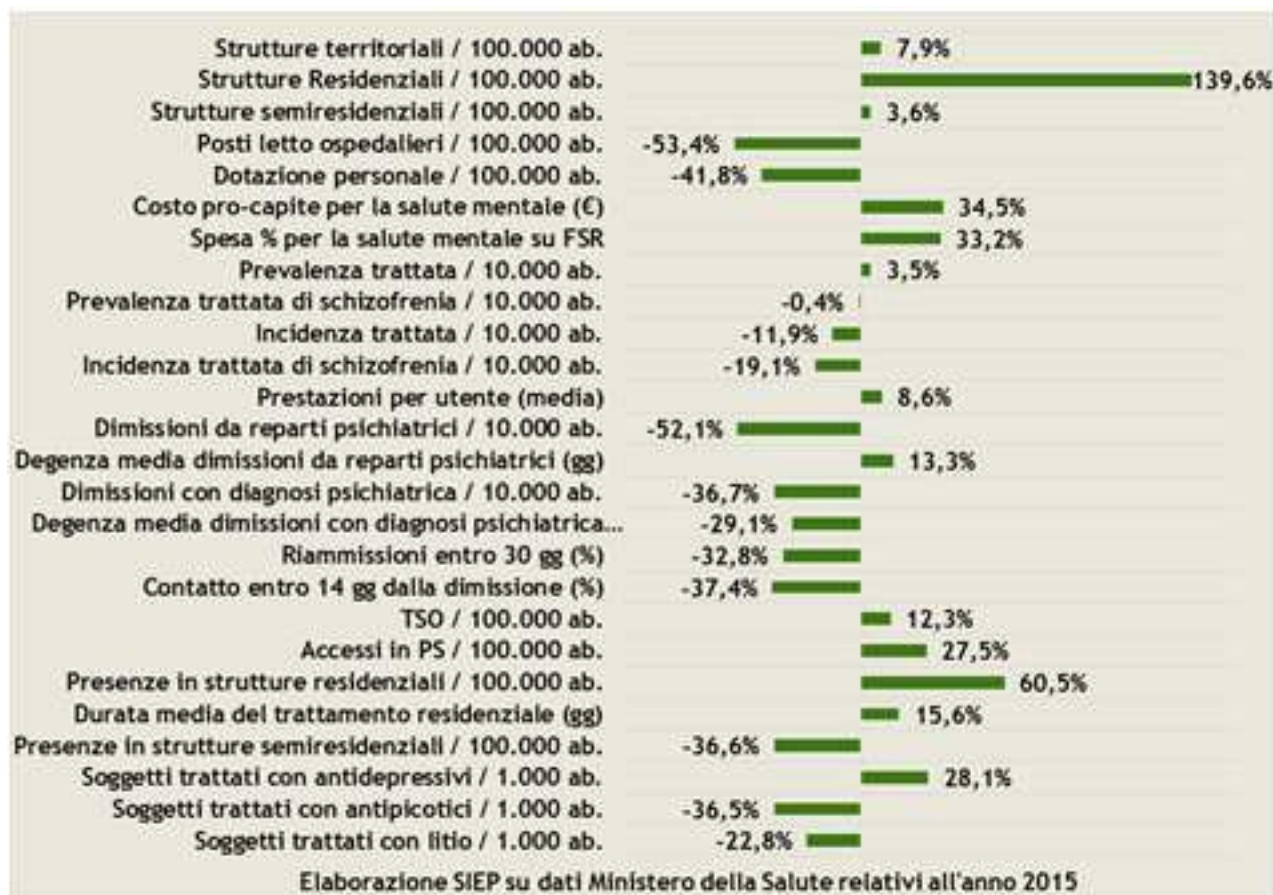 Strutture territoriali / 100.000 ab. 7,9%
Strutture Residenziali / 100.000 ab. 139,6%
Strutture semiresidenziali / 100.000 ab. 3,6%
Posti letto ospedalieri / 100.000 ab. -53,4%
Dotazione personale / 100.000 ab. -41,8%
Costo pro-capite per la salute mentale (€) 34,5%
Spesa % per la salute mentale su FSR 33,2%
Prevalenza trattata / 10.000 ab. 3,5%
Prevalenza trattata di schizofrenia / 10.000 ab. -0,4%
Incidenza trattata / 10.000 ab. -11,9%
Incidenza trattata di schizofrenia / 10.000 ab. -19,1%
Prestazioni per utente (media) 8,6%
Dimissioni da reparti psichiatrici / 10.000 ab. -52,1%
Degenza media dimissioni da reparti psichiatrici (gg) 13,3%
Dimissioni con diagnosi psichiatrica / 10.000 ab. -36,7%
Degenza media dimissioni con diagnosi psichiatrica... -29,1%
Riammissioni entro 30 gg (%) -32,8%
Contatto entro 14 gg dalla dimissione (%) -37,4%
TSO / 100.000 ab. 12,3%
Accessi in PS / 100.000 ab. 27,5%
Presenze in strutture residenziali / 100.000 ab. 60,5%
Durata media del trattamento residenziale (gg) 15,6%
Presenze in strutture semiresidenziali / 100.000 ab. -36,6%
Soggetti trattati con antidepressivi / 1.000 ab. 28,1%
Soggetti trattati con antipicotici / 1.000 ab. -36,5%
Soggetti trattati con litio / 1.000 ab. -22,8%
Elaborazione SIEP su dati Ministero della Salute relativi all'anno 2015